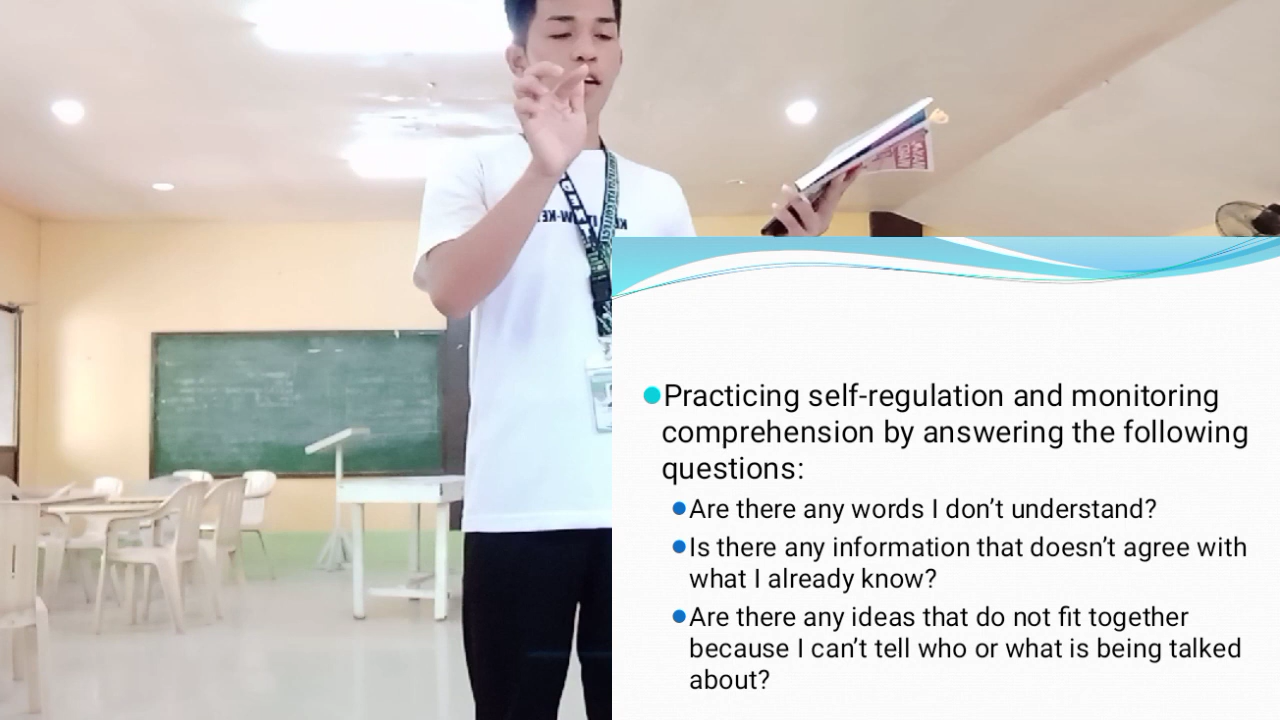 Practicing self-regulation and monitoring
comprehension by answering the following
questions:
Are there any words I don’t understand?
Is there any information that doesn’t agree with
what I already know?
Are there any ideas that do not fit together
because I can’t tell who or what is being talked
about?